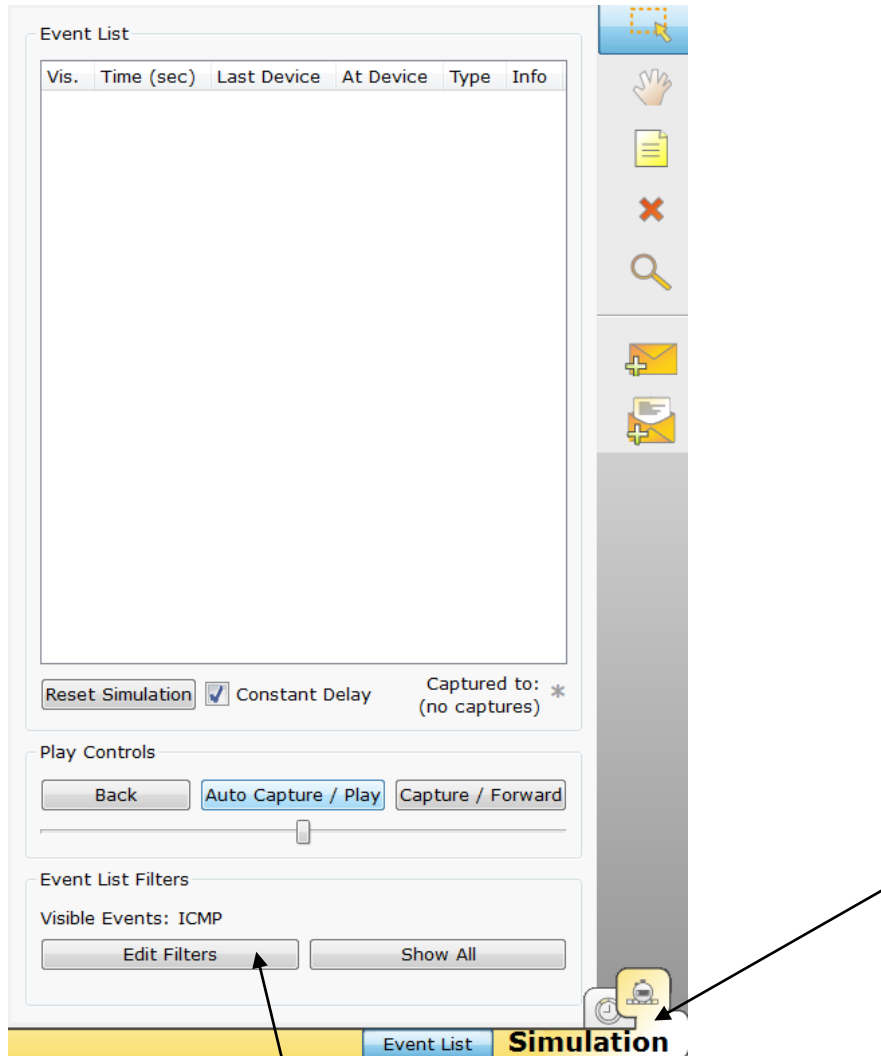 Event List
Vis. Time (sec) Last Device At Device Type Info
Reset Simulation Constant Delay Captured to:
(no captures)
Play Controls
Back Auto Capture / Play Capture / Forward
Event List Filters
Visible Events: ICMP
Edit Filters Show All
Event List Simulation